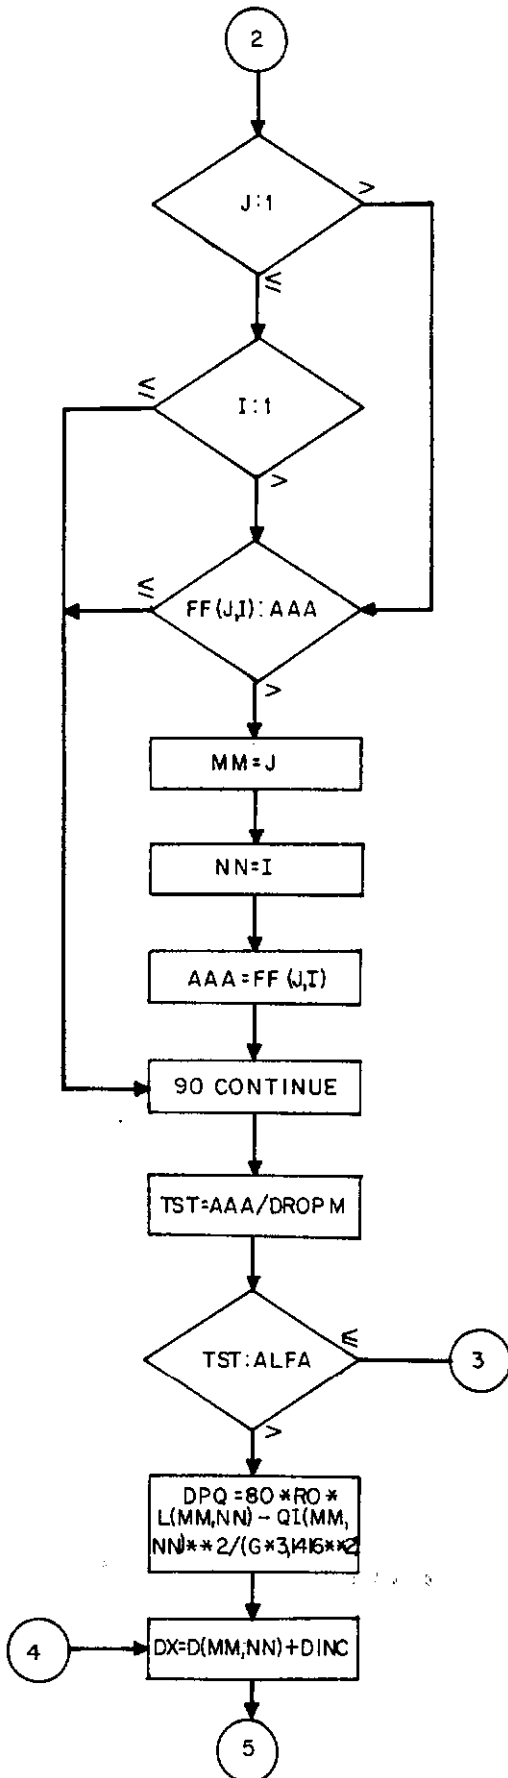 2
J:1
>
≤
I:1
≤
>
FF(J,I):AAA
≤
>
MM=J
NN=I
AAA=FF(J,I)
90 CONTINUE
TST=AAA/DROPM
TST:ALFA
≤
3
>
DPQ=80*RO*
L(MM,NN)-QI(MM,
NN)**2/(G*3,1416**2
4
DX=D(MM,NN)+DINC
5